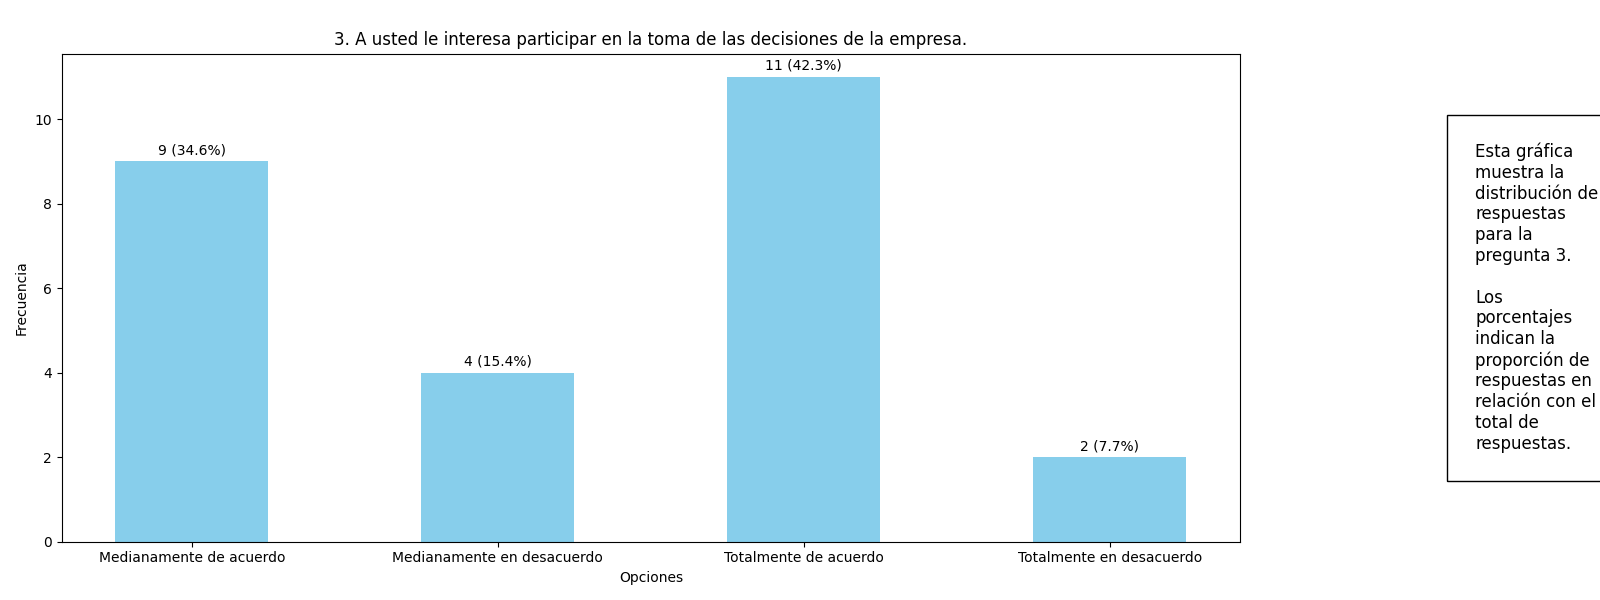 3. A usted le interesa participar en la toma de las decisiones de la empresa.
11 (42.3%)
9 (34.6%)
4 (15.4%)
2 (7.7%)
10
8
6
4
2
0
Frecuencia
Medianamente de acuerdo
Medianamente en desacuerdo
Totalmente de acuerdo
Totalmente en desacuerdo
Opciones
Esta gráfica
muestra la
distribución de
respuestas
para la
pregunta 3.
Los
porcentajes
indican la
proporción de
respuestas en
relación con el
total de
respuestas.